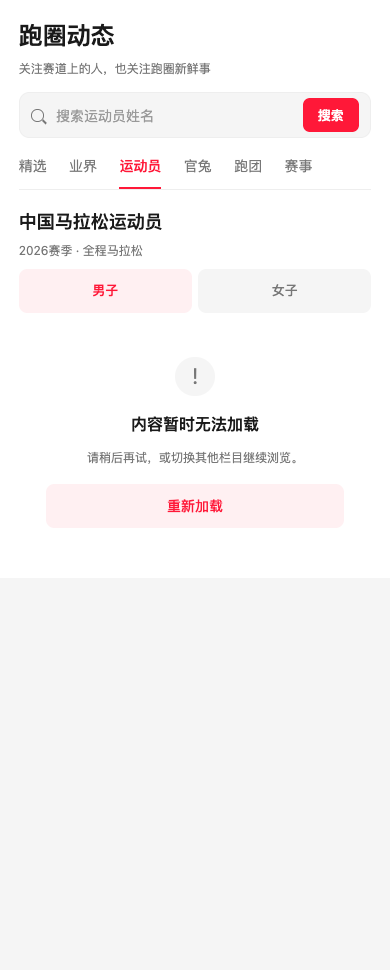 跑圈动态
关注赛道上的人，也关注跑圈新鲜事
搜索运动员姓名
搜索
精选 业界 运动员 官兔 跑团 赛事
中国马拉松运动员
2026赛季 · 全程马拉松
男子 女子
!
内容暂时无法加载
请稍后再试，或切换其他栏目继续浏览。
重新加载